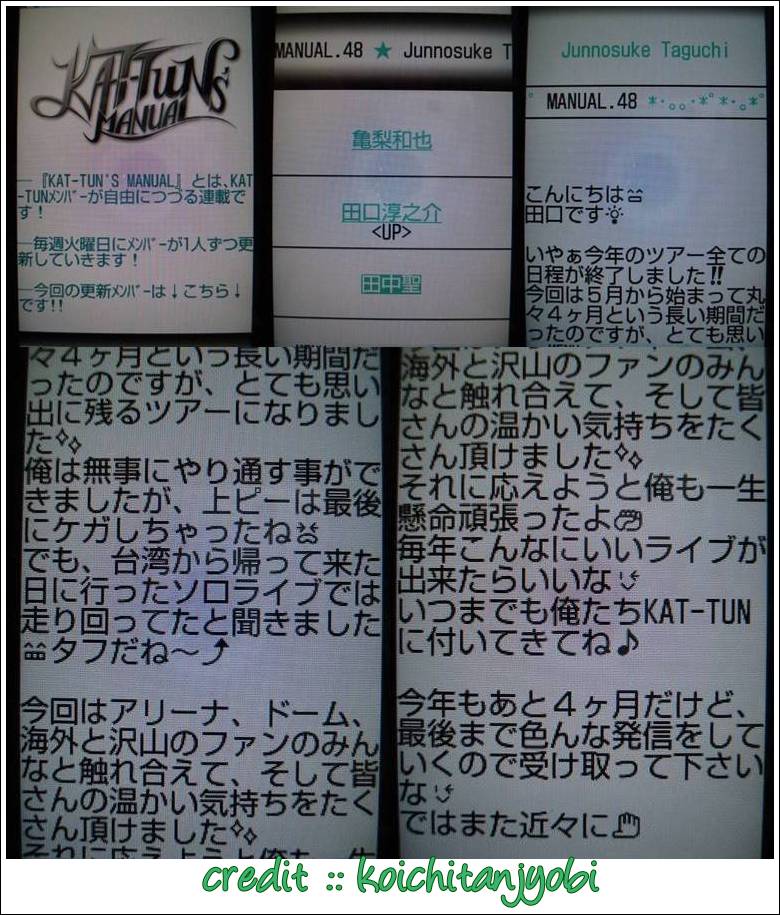 KAT-TUN'S
MANUAL
―『KAT-TUN'S MANUAL』とは、KAT
-TUNﾒﾝﾊﾞｰが自由につづる連載で
す！
―毎週火曜日にﾒﾝﾊﾞｰが1人ずつ更
新していきます！
―今回の更新ﾒﾝﾊﾞｰは↓こちら↓
です!!
MANUAL.48 ★ Junnosuke T
亀梨和也
田口淳之介
<UP>
田中聖
Junnosuke Taguchi
ﾟ MANUAL.48 *･｡｡･*ﾟ*･｡*ﾟ
こんにちは
田口です
いやぁ今年のツアー全ての
日程が終了しました!!
今回は５月から始まって丸
々４ヶ月という長い期間だ
ったのですが、とても思い
々４ヶ月という長い期間だ
ったのですが、とても思い
出に残るツアーになりまし
た
俺は無事にやり通す事がで
きましたが、上ピーは最後
にケガしちゃったね
でも、台湾から帰って来た
日に行ったソロライブでは
走り回ってたと聞きました
タフだね～⤴
今回はアリーナ、ドーム、
海外と沢山のファンのみん
なと触れ合えて、そして皆
さんの温かい気持ちをたく
さん頂けました
それに応えようと俺も一生
海外と沢山のファンのみん
なと触れ合えて、そして皆
さんの温かい気持ちをたく
さん頂けました
それに応えようと俺も一生
懸命頑張ったよ
毎年こんなにいいライブが
出来たらいいな
いつまでも俺たちKAT-TUN
に付いてきてね♪
今年もあと４ヶ月だけど、
最後まで色んな発信をして
いくので受け取って下さい
な
ではまた近々に
credit :: koichitanjyobi